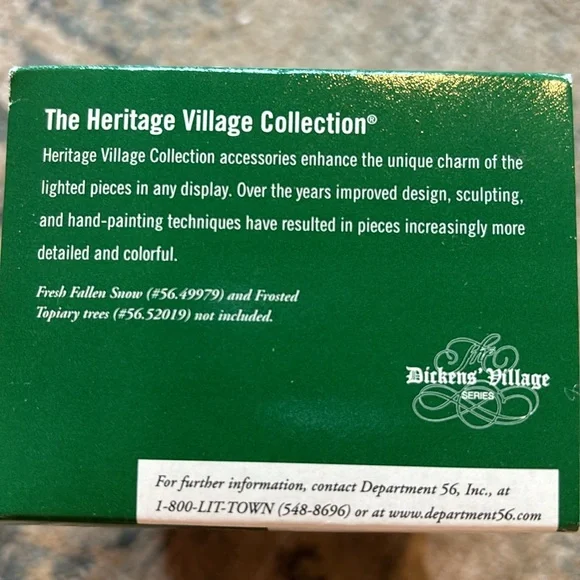 The Heritage Village Collection®
Heritage Village Collection accessories enhance the unique charm of the
lighted pieces in any display. Over the years improved design, sculpting,
and hand-painting techniques have resulted in pieces increasingly more
detailed and colorful.
Fresh Fallen Snow (#56.49979) and Frosted
Topiary trees (#56.52019) not included.
The
Dickens' Village
SERIES
For further information, contact Department 56, Inc., at
1-800-LIT-TOWN (548-8696) or at www.department56.com